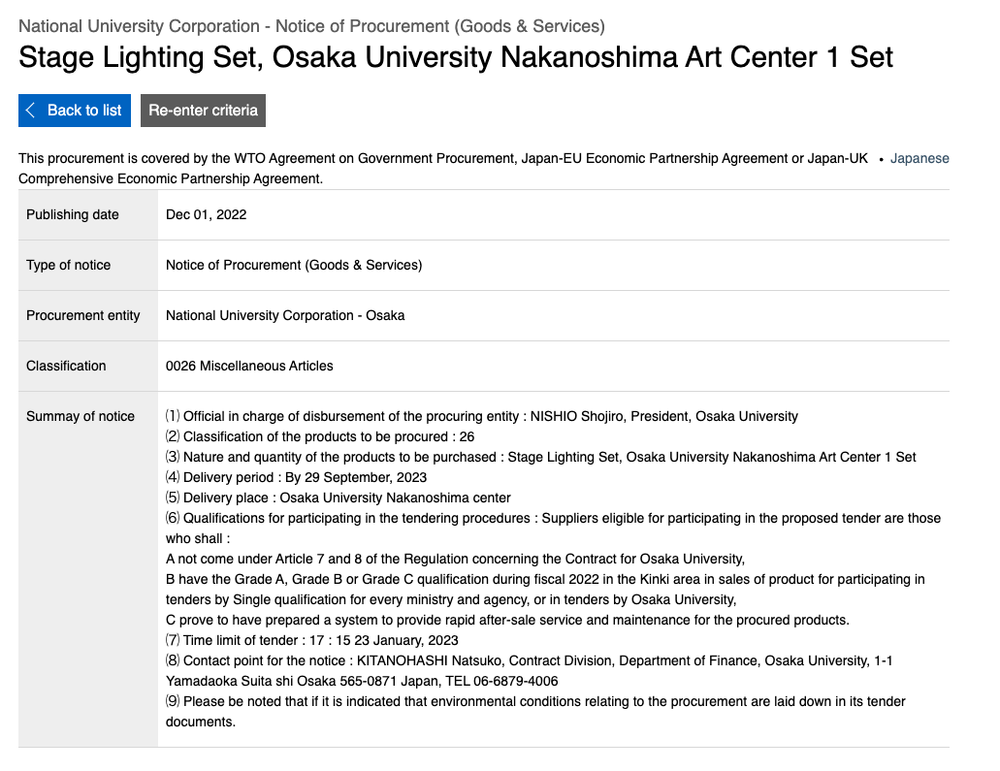 National University Corporation - Notice of Procurement (Goods & Services)
Stage Lighting Set, Osaka University Nakanoshima Art Center 1 Set
Back to list
Re-enter criteria
This procurement is covered by the WTO Agreement on Government Procurement, Japan-EU Economic Partnership Agreement or Japan-UK
Comprehensive Economic Partnership Agreement.
• Japanese
Publishing date
Dec 01, 2022
Type of notice
Notice of Procurement (Goods & Services)
Procurement entity
National University Corporation - Osaka
Classification
0026 Miscellaneous Articles
Summay of notice
⑴ Official in charge of disbursement of the procuring entity : NISHIO Shojiro, President, Osaka University
⑵ Classification of the products to be procured : 26
⑶ Nature and quantity of the products to be purchased : Stage Lighting Set, Osaka University Nakanoshima Art Center 1 Set
⑷ Delivery period : By 29 September, 2023
⑸ Delivery place : Osaka University Nakanoshima center
⑹ Qualifications for participating in the tendering procedures : Suppliers eligible for participating in the proposed tender are those
who shall :
A not come under Article 7 and 8 of the Regulation concerning the Contract for Osaka University,
B have the Grade A, Grade B or Grade C qualification during fiscal 2022 in the Kinki area in sales of product for participating in
tenders by Single qualification for every ministry and agency, or in tenders by Osaka University,
C prove to have prepared a system to provide rapid after-sale service and maintenance for the procured products.
⑺ Time limit of tender : 17 : 15 23 January, 2023
⑻ Contact point for the notice : KITANOHASHI Natsuko, Contract Division, Department of Finance, Osaka University, 1-1
Yamadaoka Suita shi Osaka 565-0871 Japan, TEL 06-6879-4006
⑼ Please be noted that if it is indicated that environmental conditions relating to the procurement are laid down in its tender
documents.